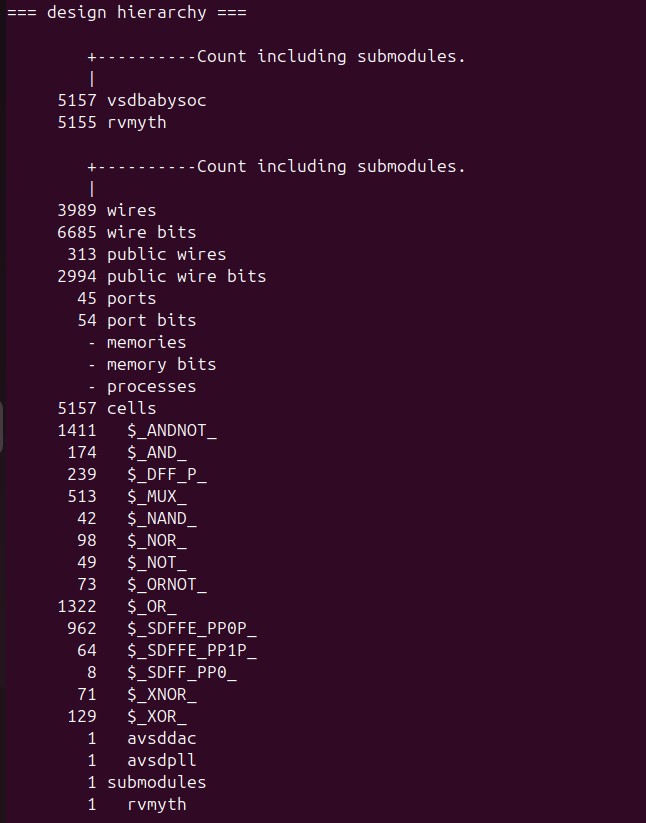 === design hierarchy ===
+----------Count including submodules.
|
5157 vsdbabysoc
5155 rvmyth
+----------Count including submodules.
|
3989 wires
6685 wire bits
313 public wires
2994 public wire bits
45 ports
54 port bits
- memories
- memory bits
- processes
5157 cells
1411 $_ANDNOT_
174 $_AND_
239 $_DFF_P_
513 $_MUX_
42 $_NAND_
98 $_NOR_
49 $_NOT_
73 $_ORNOT_
1322 $_OR_
962 $_SDFFE_PP0P_
64 $_SDFFE_PP1P_
8 $_SDFF_PP0_
71 $_XNOR_
129 $_XOR_
1 avsddac
1 avsdpll
1 submodules
1 rvmyth